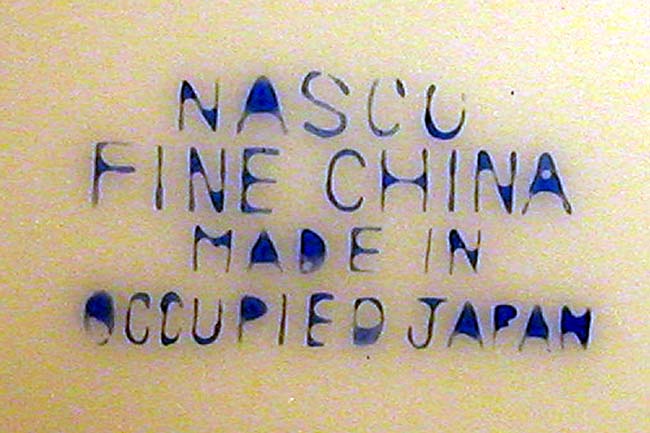 NASCO
FINE CHINA
MADE IN
OCCUPIED JAPAN